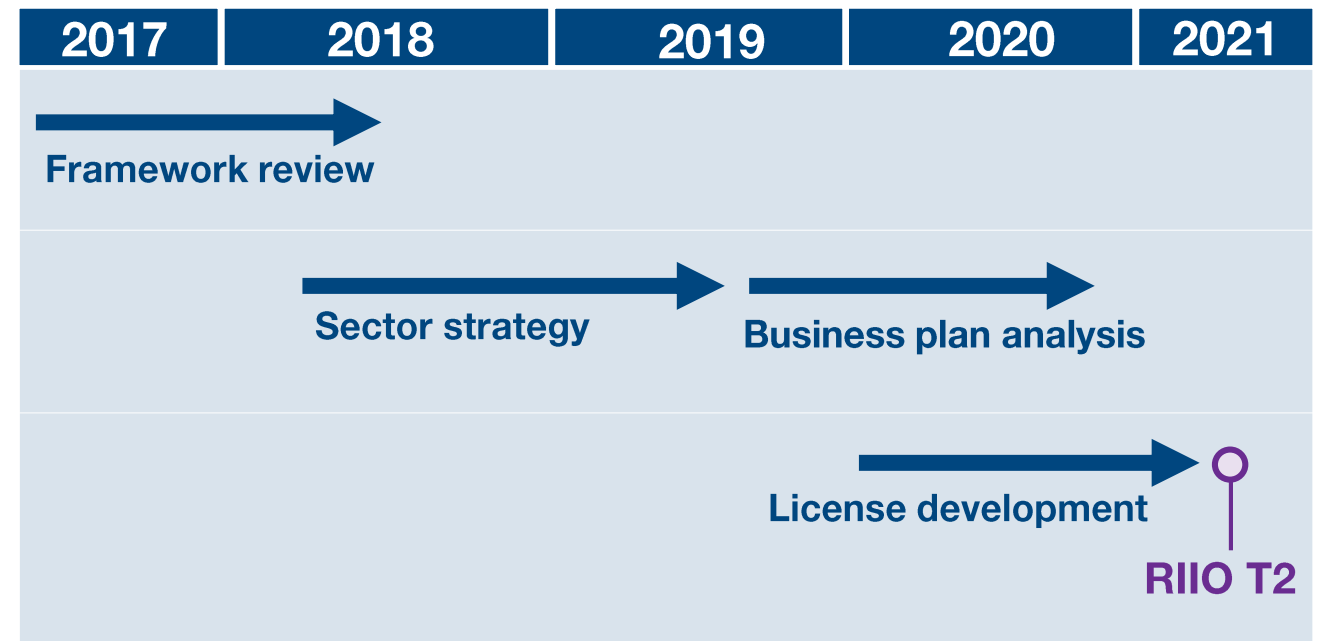 2017 2018 2019 2020 2021
Framework review
Sector strategy
Business plan analysis
License development
RIIO T2